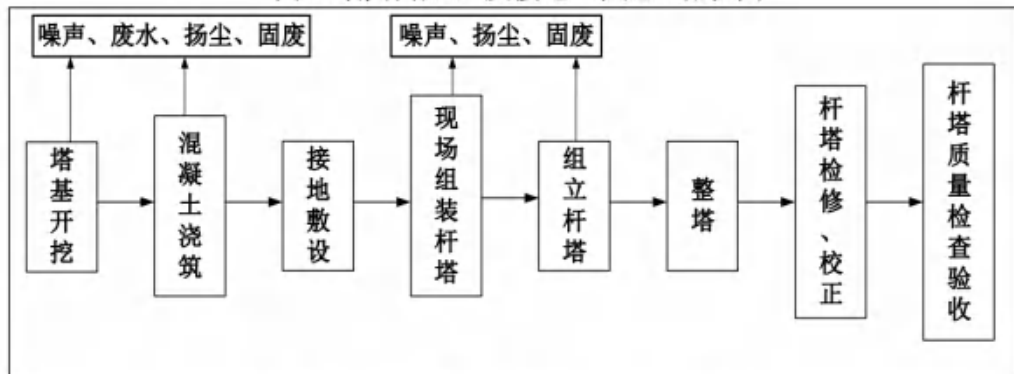 噪声、废水、扬尘、固废
噪声、扬尘、固废
塔基开挖
混凝土浇筑
接地敷设
现场组装杆塔
组立杆塔
整塔
杆塔检修、校正
杆塔质量检查验收